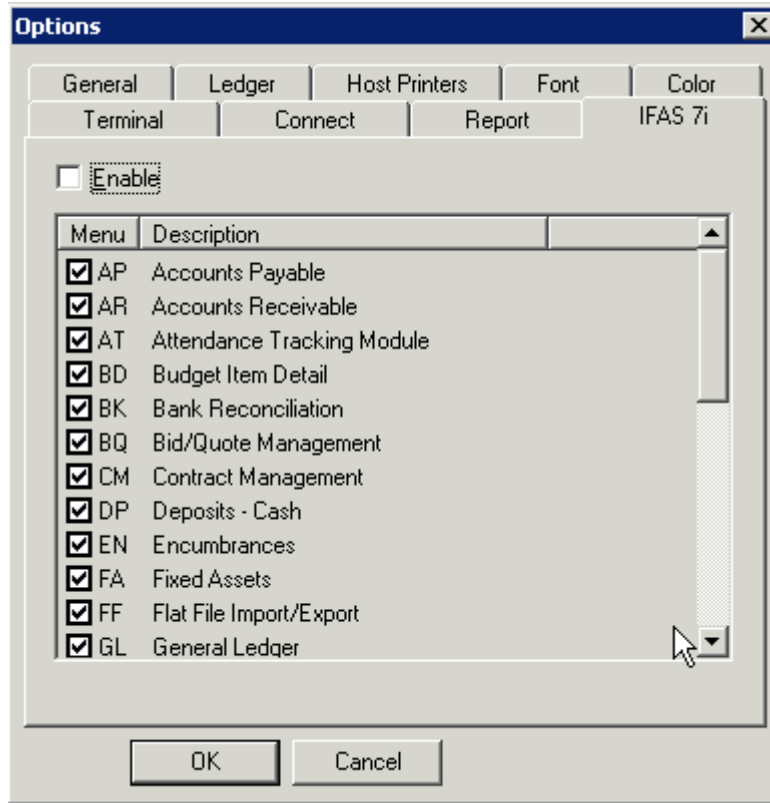 Options
General Ledger Host Printers Font Color
Terminal Connect Report IFAS 7i
Enable
Menu Description
AP Accounts Payable
AR Accounts Receivable
AT Attendance Tracking Module
BD Budget Item Detail
BK Bank Reconciliation
BQ Bid/Quote Management
CM Contract Management
DP Deposits - Cash
EN Encumbrances
FA Fixed Assets
FF Flat File Import/Export
GL General Ledger
OK Cancel